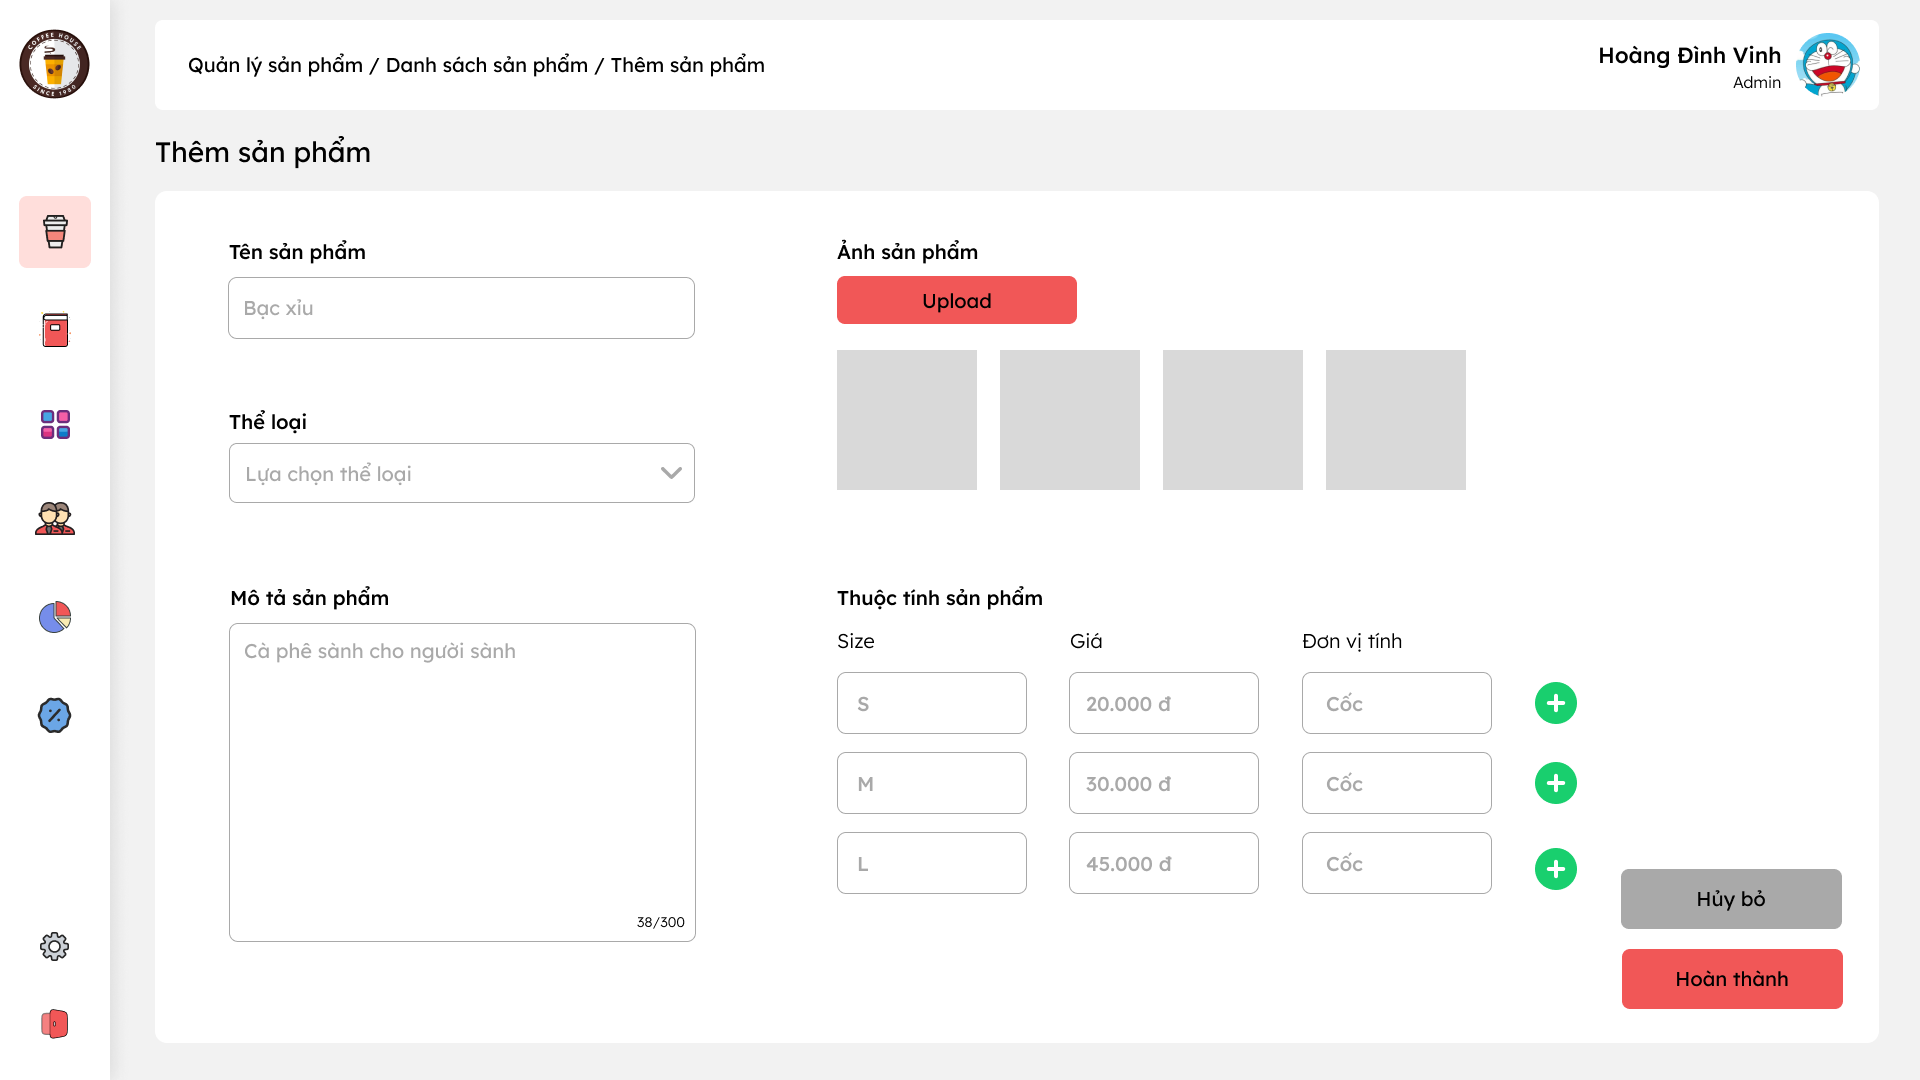 COFFEE HOUSE
SINCE 1980
Quản lý sản phẩm / Danh sách sản phẩm / Thêm sản phẩm
Hoàng Đình Vinh
Admin
Thêm sản phẩm
Tên sản phẩm
Bạc xỉu
Thể loại
Lựa chọn thể loại
Mô tả sản phẩm
Cà phê sành cho người sành
38/300
Ảnh sản phẩm
Upload
Thuộc tính sản phẩm
Size Giá Đơn vị tính
S 20.000 đ Cốc
M 30.000 đ Cốc
L 45.000 đ Cốc
Hủy bỏ
Hoàn thành